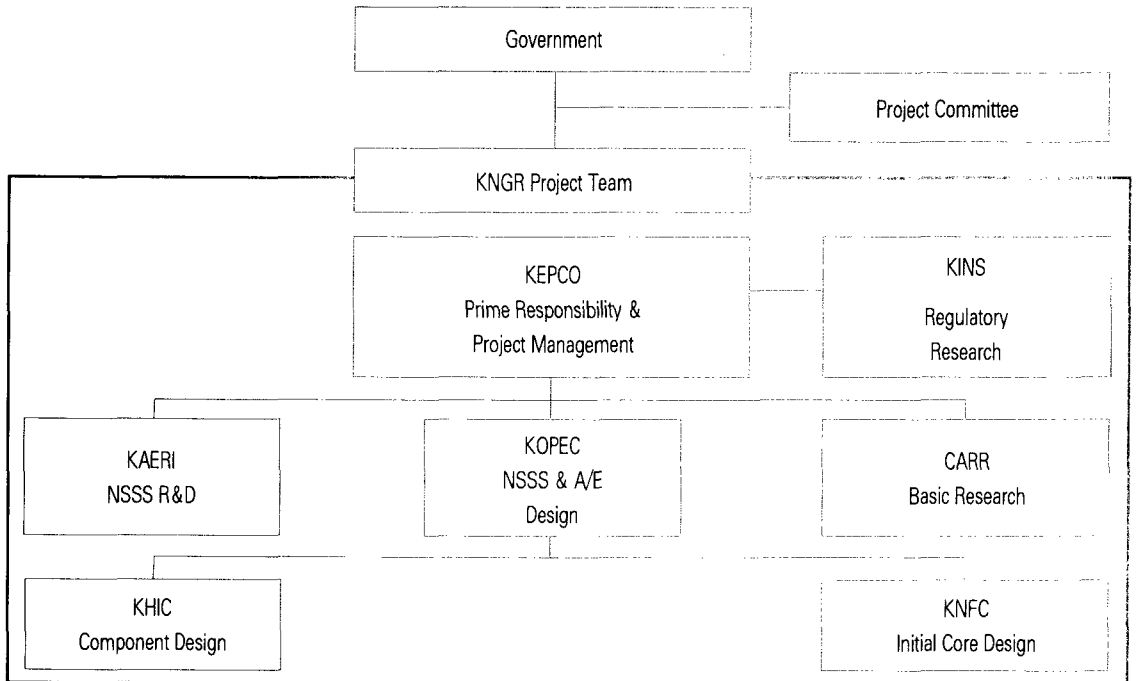 Government
Project Committee
KNGR Project Team
KEPCO
Prime Responsibility &
Project Management
KINS
Regulatory
Research
KAERI
NSSS R&D
KOPEC
NSSS & A/E
Design
CARR
Basic Research
KHIC
Component Design
KNFC
Initial Core Design